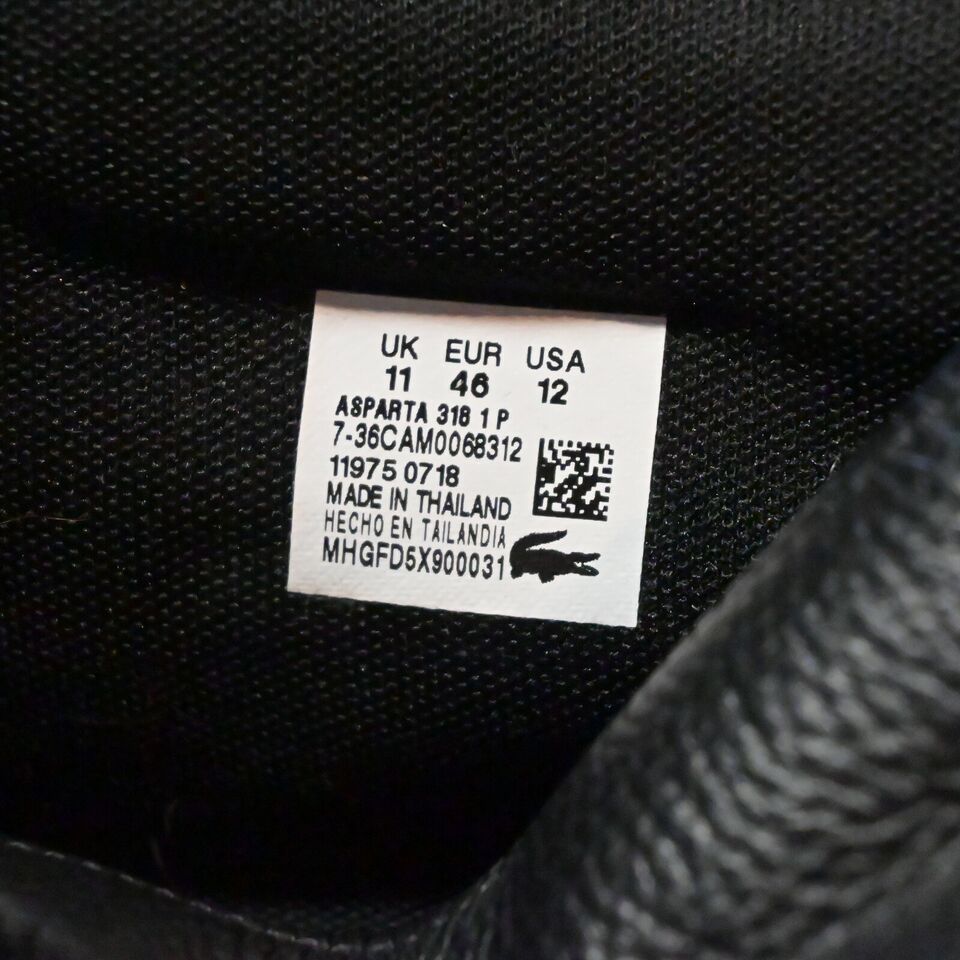 UK EUR USA
11 46 12
ASPARTA 318 1 P
7-36CAM0068312
11975 0718
MADE IN THAILAND
HECHO EN TAILANDIA
MHGFD5X900031